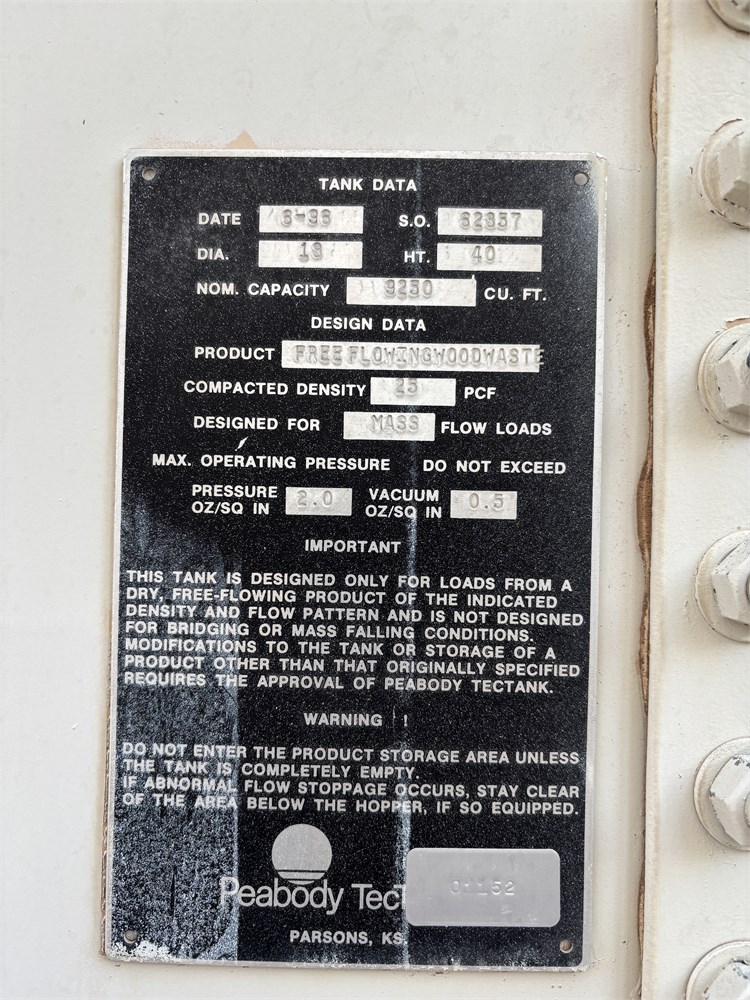 TANK DATA
DATE 6-96 S.O. 62357
DIA. 18 HT. 40
NOM. CAPACITY 9250 CU. FT.
DESIGN DATA
PRODUCT FREE FLOWINGWOODWASTE
COMPACTED DENSITY 25 PCF
DESIGNED FOR MASS FLOW LOADS
MAX. OPERATING PRESSURE DO NOT EXCEED
PRESSURE OZ/SQ IN 2.0 VACUUM OZ/SQ IN 0.5
IMPORTANT
THIS TANK IS DESIGNED ONLY FOR LOADS FROM A
DRY, FREE-FLOWING PRODUCT OF THE INDICATED
DENSITY AND FLOW PATTERN AND IS NOT DESIGNED
FOR BRIDGING OR MASS FALLING CONDITIONS.
MODIFICATIONS TO THE TANK OR STORAGE OF A
PRODUCT OTHER THAN THAT ORIGINALLY SPECIFIED
REQUIRES THE APPROVAL OF PEABODY TECTANK.
WARNING !
DO NOT ENTER THE PRODUCT STORAGE AREA UNLESS
THE TANK IS COMPLETELY EMPTY.
IF ABNORMAL FLOW STOPPAGE OCCURS, STAY CLEAR
OF THE AREA BELOW THE HOPPER, IF SO EQUIPPED.
Peabody TecT
01152
PARSONS, KS.